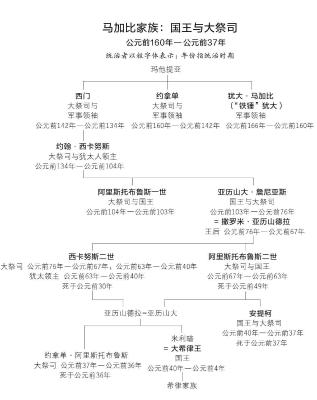 马加比家族：国王与大祭司
公元前160年—公元前37年
统治者以粗字体表示；年份指统治时期
玛他提亚
西门
大祭司与
军事领袖
公元前142年—公元前134年
约拿单
大祭司与
军事领袖
公元前160年—公元前142年
犹大·马加比
（“铁锤”犹大）
军事领袖
公元前166年—公元前160年
约翰·西卡努斯
大祭司与犹太人领主
公元前134年—公元前104年
阿里斯托布鲁斯一世
大祭司与国王
公元前104年—公元前103年
亚历山大·詹尼亚斯
国王与大祭司
公元前103年—公元前76年
= 撒罗米·亚历山德拉
王后 公元前76年—公元前67年
西卡努斯二世
大祭司 公元前76年—公元前67年；公元前63年—公元前40年
犹太领主 公元前63年—公元前40年
死于公元前30年
阿里斯托布鲁斯二世
大祭司与国王
公元前67年—公元前63年
死于公元前49年
亚历山德拉=亚历山大
安提柯
国王与大祭司
公元前40年—公元前37年
死于公元前37年
约拿单·阿里斯托布鲁斯
大祭司 公元前37年—公元前36年
死于公元前36年
米利暗
= 大希律王
国王
公元前40年—公元前4年
希律家族